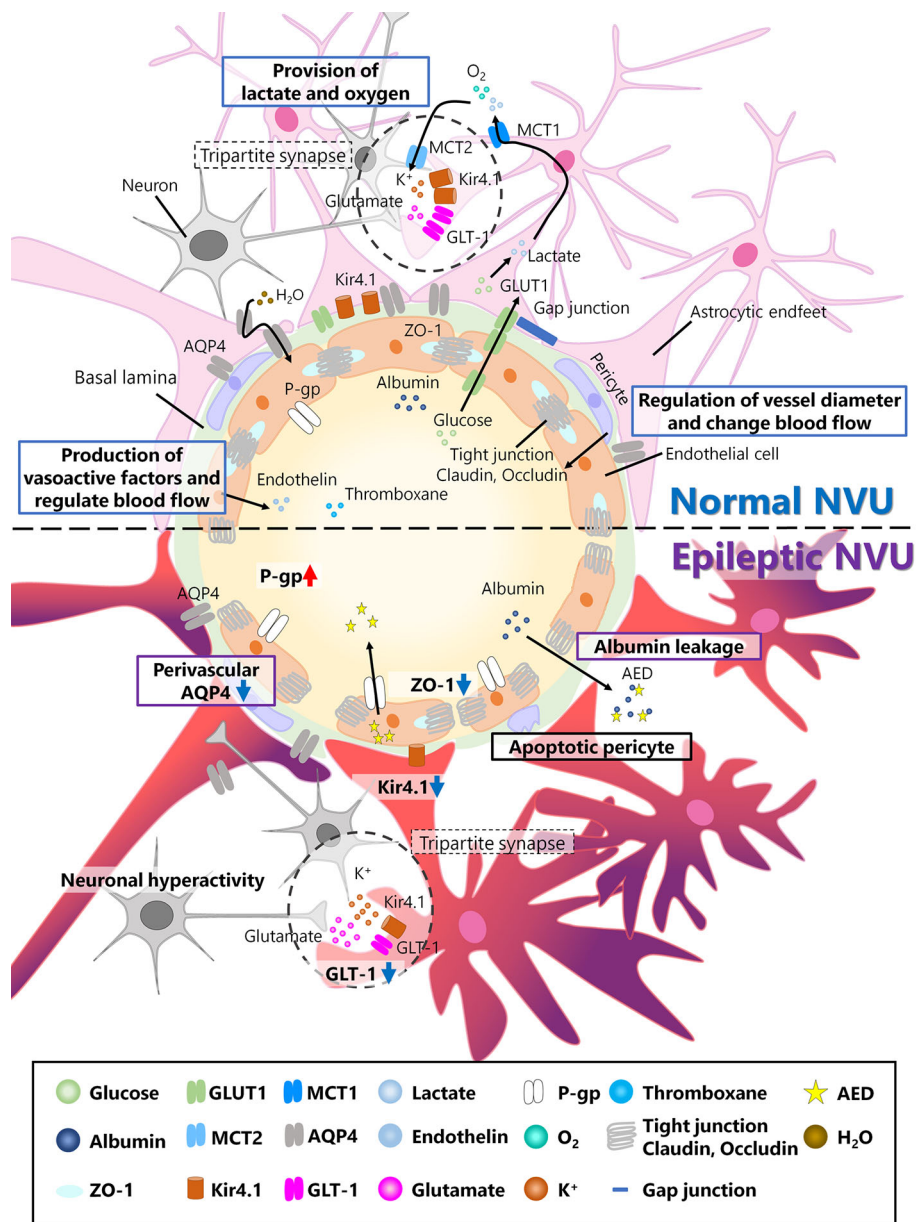 Provision of
lactate and oxygen
O₂
MCT1
MCT2
Tripartite synapse
K⁺
Kir4.1
Neuron
Glutamate
GLT-1
Lactate
H₂O
Kir4.1
GLUT1
Gap junction
ZO-1
Astrocytic endfeet
AQP4
Basal lamina
P-gp
Albumin
Pericyte
Glucose
Regulation of vessel diameter
and change blood flow
Tight junction
Claudin, Occludin
Endothelial cell
Production of
vasoactive factors and
regulate blood flow
Endothelin
Thromboxane
Normal NVU
Epileptic NVU
P-gp
AQP4
Albumin
Albumin leakage
Perivascular
AQP4
ZO-1
AED
Apoptotic pericyte
Kir4.1
Tripartite synapse
Neuronal hyperactivity
K⁺
Kir4.1
Glutamate
GLT-1
GLT-1
Glucose
GLUT1
MCT1
Lactate
P-gp
Thromboxane
AED
Albumin
MCT2
AQP4
Endothelin
O₂
Tight junction
Claudin, Occludin
H₂O
ZO-1
Kir4.1
GLT-1
Glutamate
K⁺
Gap junction